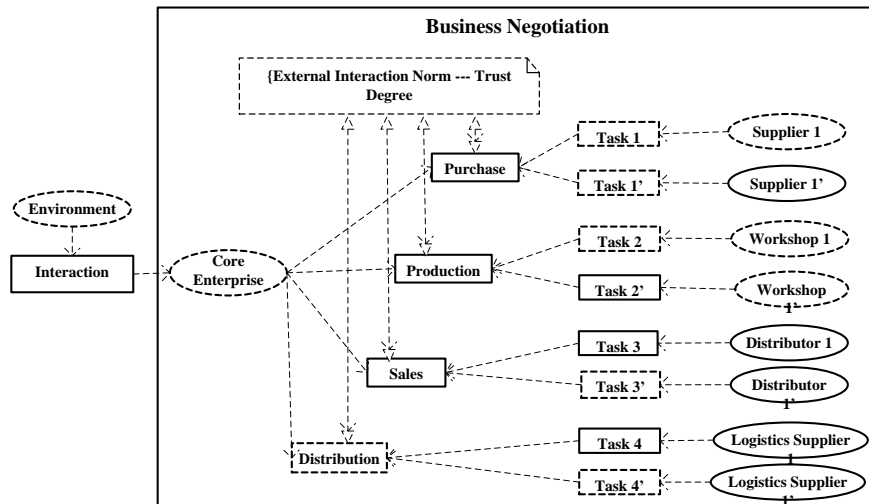 Business Negotiation
{External Interaction Norm --- Trust
Degree
Task 1
Supplier 1
Purchase
Task 1’
Supplier 1’
Environment
Task 2
Workshop 1
Core
Enterprise
Interaction
Production
Task 2’
Workshop
1’
Task 3
Distributor 1
Sales
Task 3’
Distributor
1’
Task 4
Logistics Supplier
1
Distribution
Task 4’
Logistics Supplier
1’